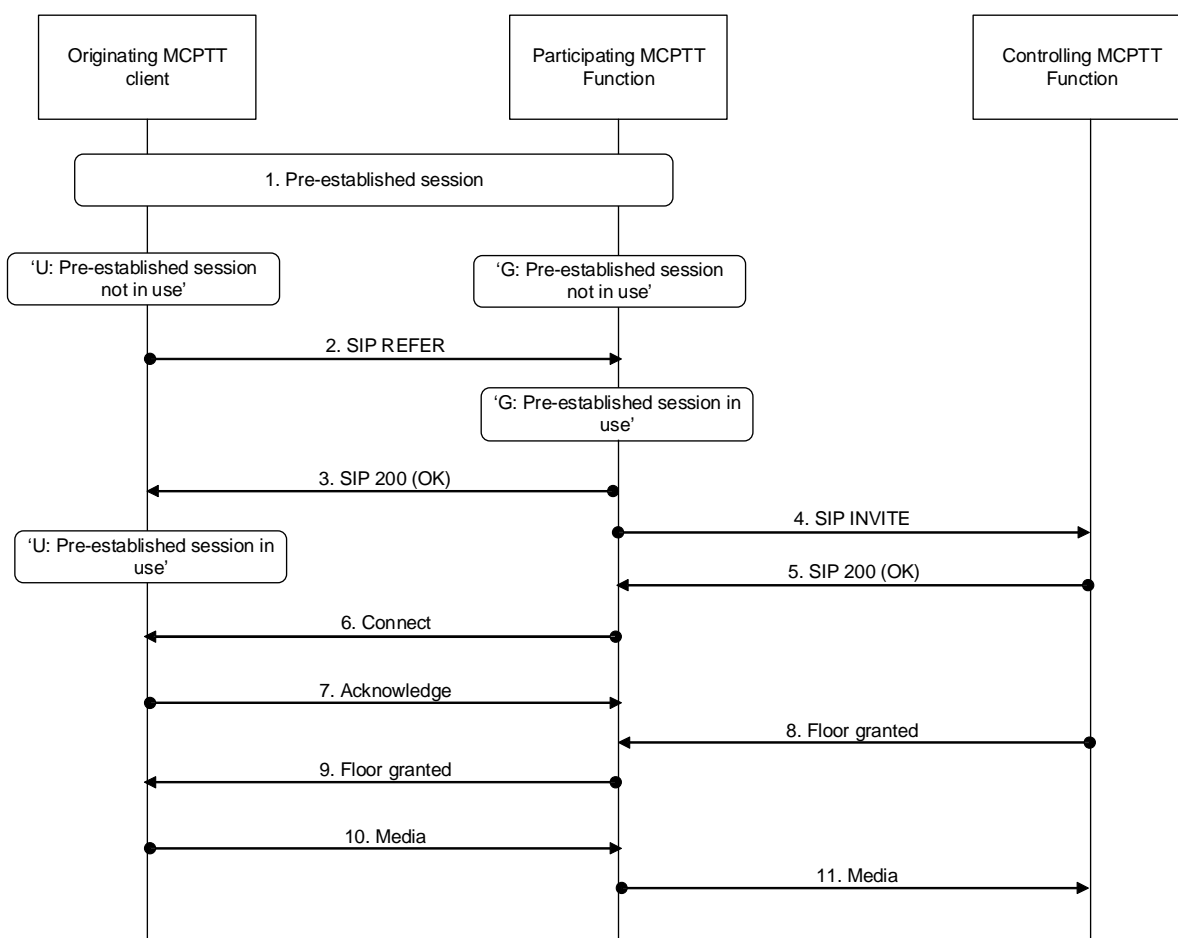 Originating MCPTT
client
Participating MCPTT
Function
Controlling MCPTT
Function
1. Pre-established session
‘U: Pre-established session
not in use’
‘G: Pre-established session
not in use’
2. SIP REFER
‘G: Pre-established session in
use’
3. SIP 200 (OK)
4. SIP INVITE
‘U: Pre-established session in
use’
5. SIP 200 (OK)
6. Connect
7. Acknowledge
8. Floor granted
9. Floor granted
10. Media
11. Media